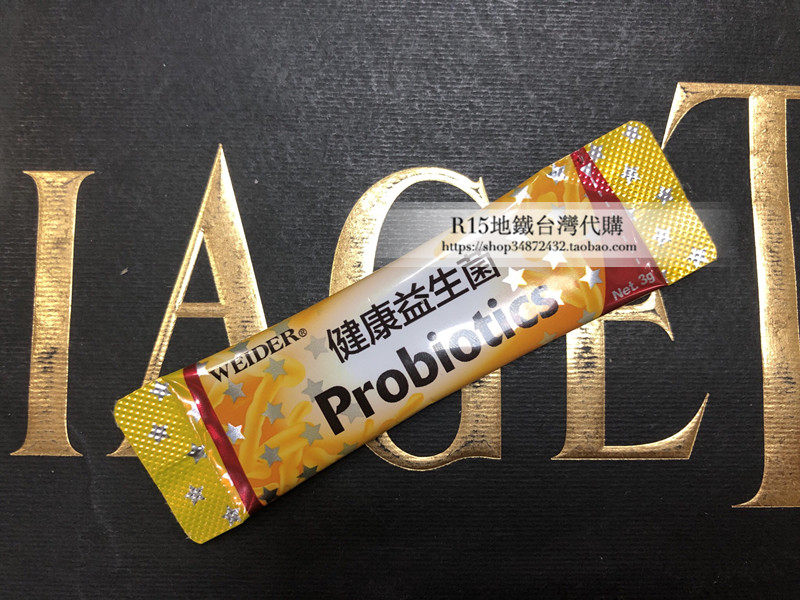 IAGET
R15地鐵台灣代購
https://shop34872432.taobao.com
WEIDER®
健康益生菌
Probiotics
Net. 3g